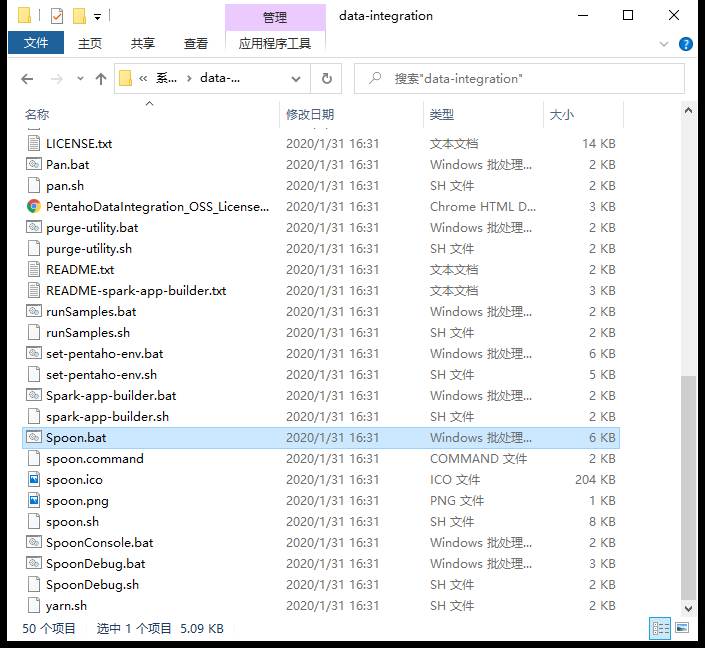 管理
data-integration
文件
主页
共享
查看
应用程序工具
« 系... › data-...
搜索"data-integration"
名称 修改日期 类型 大小
LICENSE.txt 2020/1/31 16:31 文本文档 14 KB
Pan.bat 2020/1/31 16:31 Windows 批处理... 2 KB
pan.sh 2020/1/31 16:31 SH 文件 2 KB
PentahoDataIntegration_OSS_License... 2020/1/31 16:31 Chrome HTML D... 3 KB
purge-utility.bat 2020/1/31 16:31 Windows 批处理... 2 KB
purge-utility.sh 2020/1/31 16:31 SH 文件 2 KB
README.txt 2020/1/31 16:31 文本文档 2 KB
README-spark-app-builder.txt 2020/1/31 16:31 文本文档 3 KB
runSamples.bat 2020/1/31 16:31 Windows 批处理... 2 KB
runSamples.sh 2020/1/31 16:31 SH 文件 2 KB
set-pentaho-env.bat 2020/1/31 16:31 Windows 批处理... 6 KB
set-pentaho-env.sh 2020/1/31 16:31 SH 文件 5 KB
Spark-app-builder.bat 2020/1/31 16:31 Windows 批处理... 2 KB
spark-app-builder.sh 2020/1/31 16:31 SH 文件 2 KB
Spoon.bat 2020/1/31 16:31 Windows 批处理... 6 KB
spoon.command 2020/1/31 16:31 COMMAND 文件 2 KB
spoon.ico 2020/1/31 16:31 ICO 文件 204 KB
spoon.png 2020/1/31 16:31 PNG 文件 1 KB
spoon.sh 2020/1/31 16:31 SH 文件 8 KB
SpoonConsole.bat 2020/1/31 16:31 Windows 批处理... 2 KB
SpoonDebug.bat 2020/1/31 16:31 Windows 批处理... 3 KB
SpoonDebug.sh 2020/1/31 16:31 SH 文件 2 KB
yarn.sh 2020/1/31 16:31 SH 文件 2 KB
50 个项目 选中 1 个项目 5.09 KB